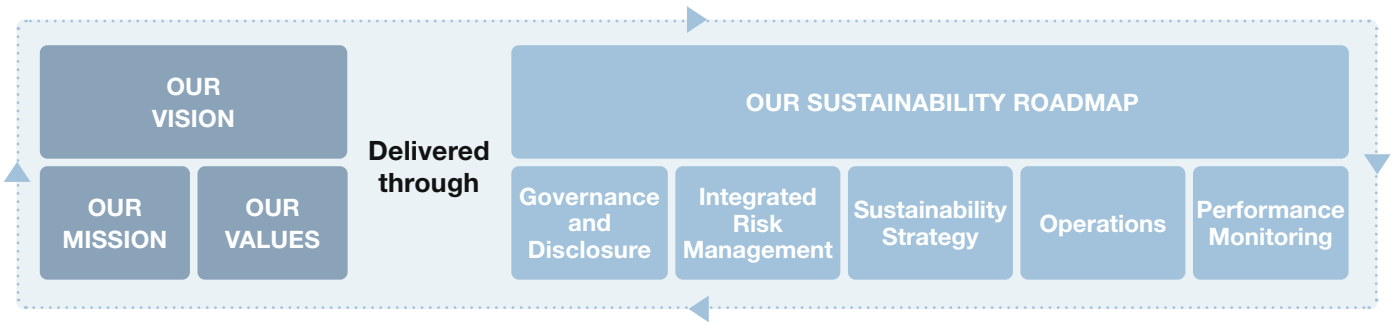 OUR
VISION
OUR
MISSION
OUR
VALUES
Delivered
through
OUR SUSTAINABILITY ROADMAP
Governance
and
Disclosure
Integrated
Risk
Management
Sustainability
Strategy
Operations
Performance
Monitoring